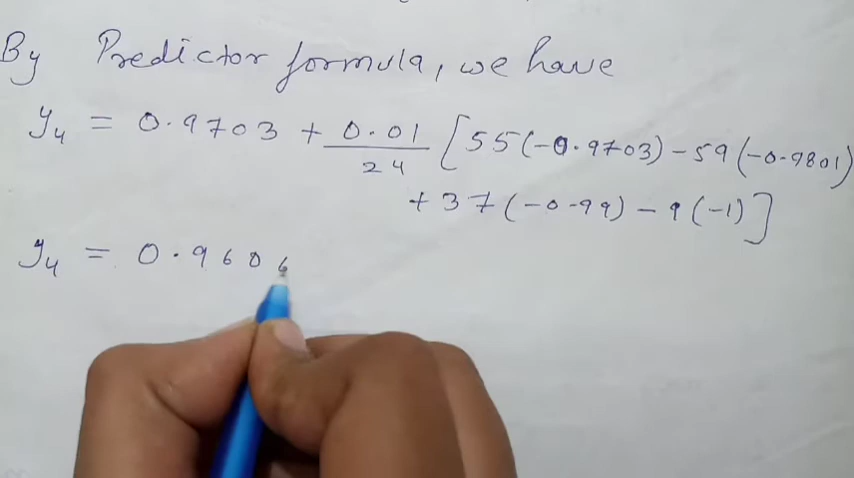 By Predictor formula, we have
y₄ = 0.9703 + 0.01/24 [55(-0.9703) - 59(-0.9801)
+ 37(-0.99) - 9(-1)]
y₄ = 0.9606